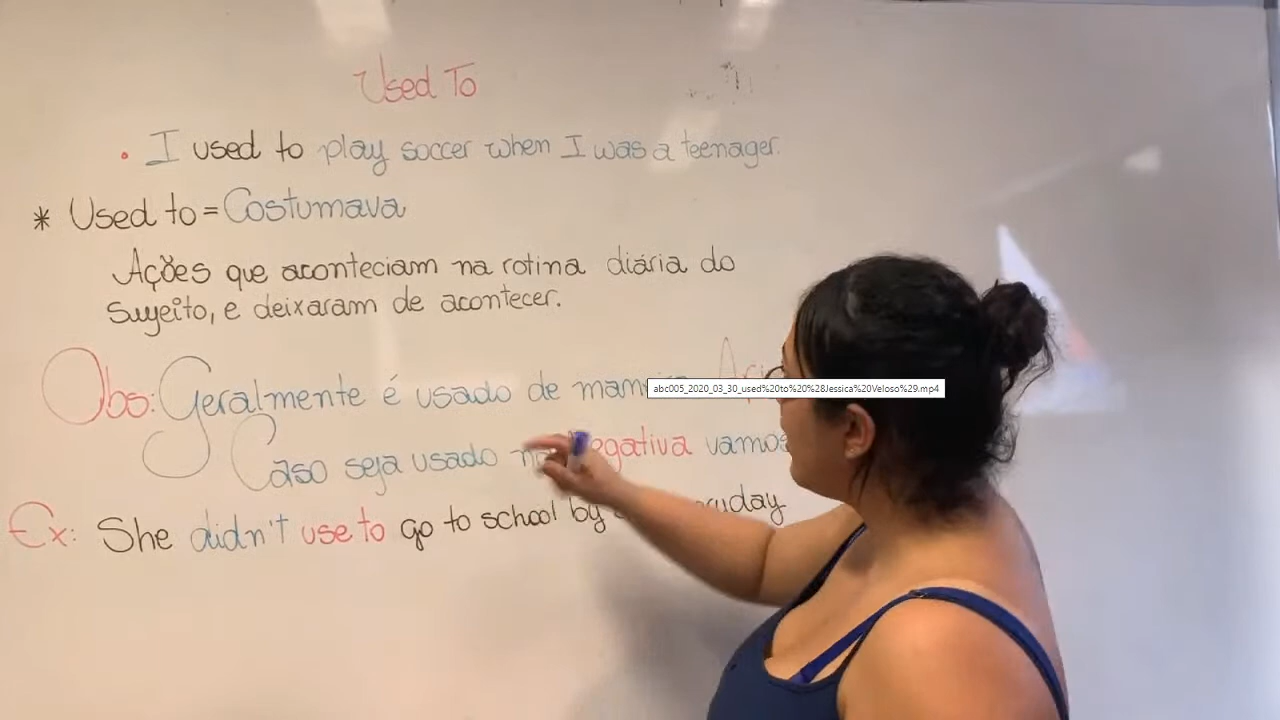 Used To
• I used to play soccer when I was a teenager.
* Used to = Costumava
Ações que aconteciam na rotina diária do
Sujeito, e deixaram de acontecer.
Obs: Geralmente é usado de
abc005_2020_03_30_used%20to%20%28Jessica%20Veloso%29.mp4
Caso seja usado vamos
Ex: She didn't use to go to school by